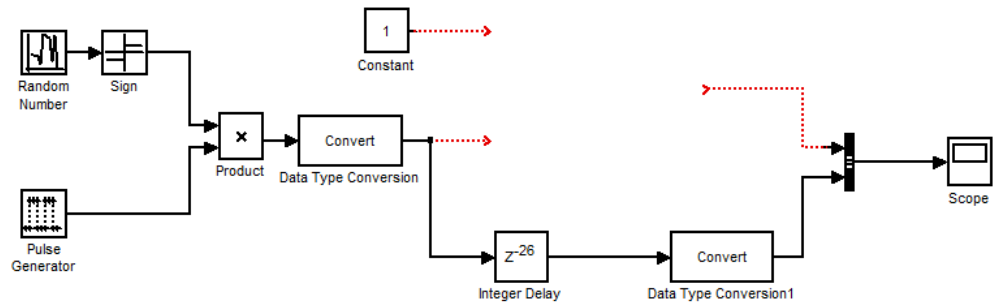 1
Constant
Random
Number
Sign
×
Product
Convert
Data Type Conversion
Pulse
Generator
Z-26
Integer Delay
Convert
Data Type Conversion1
Scope